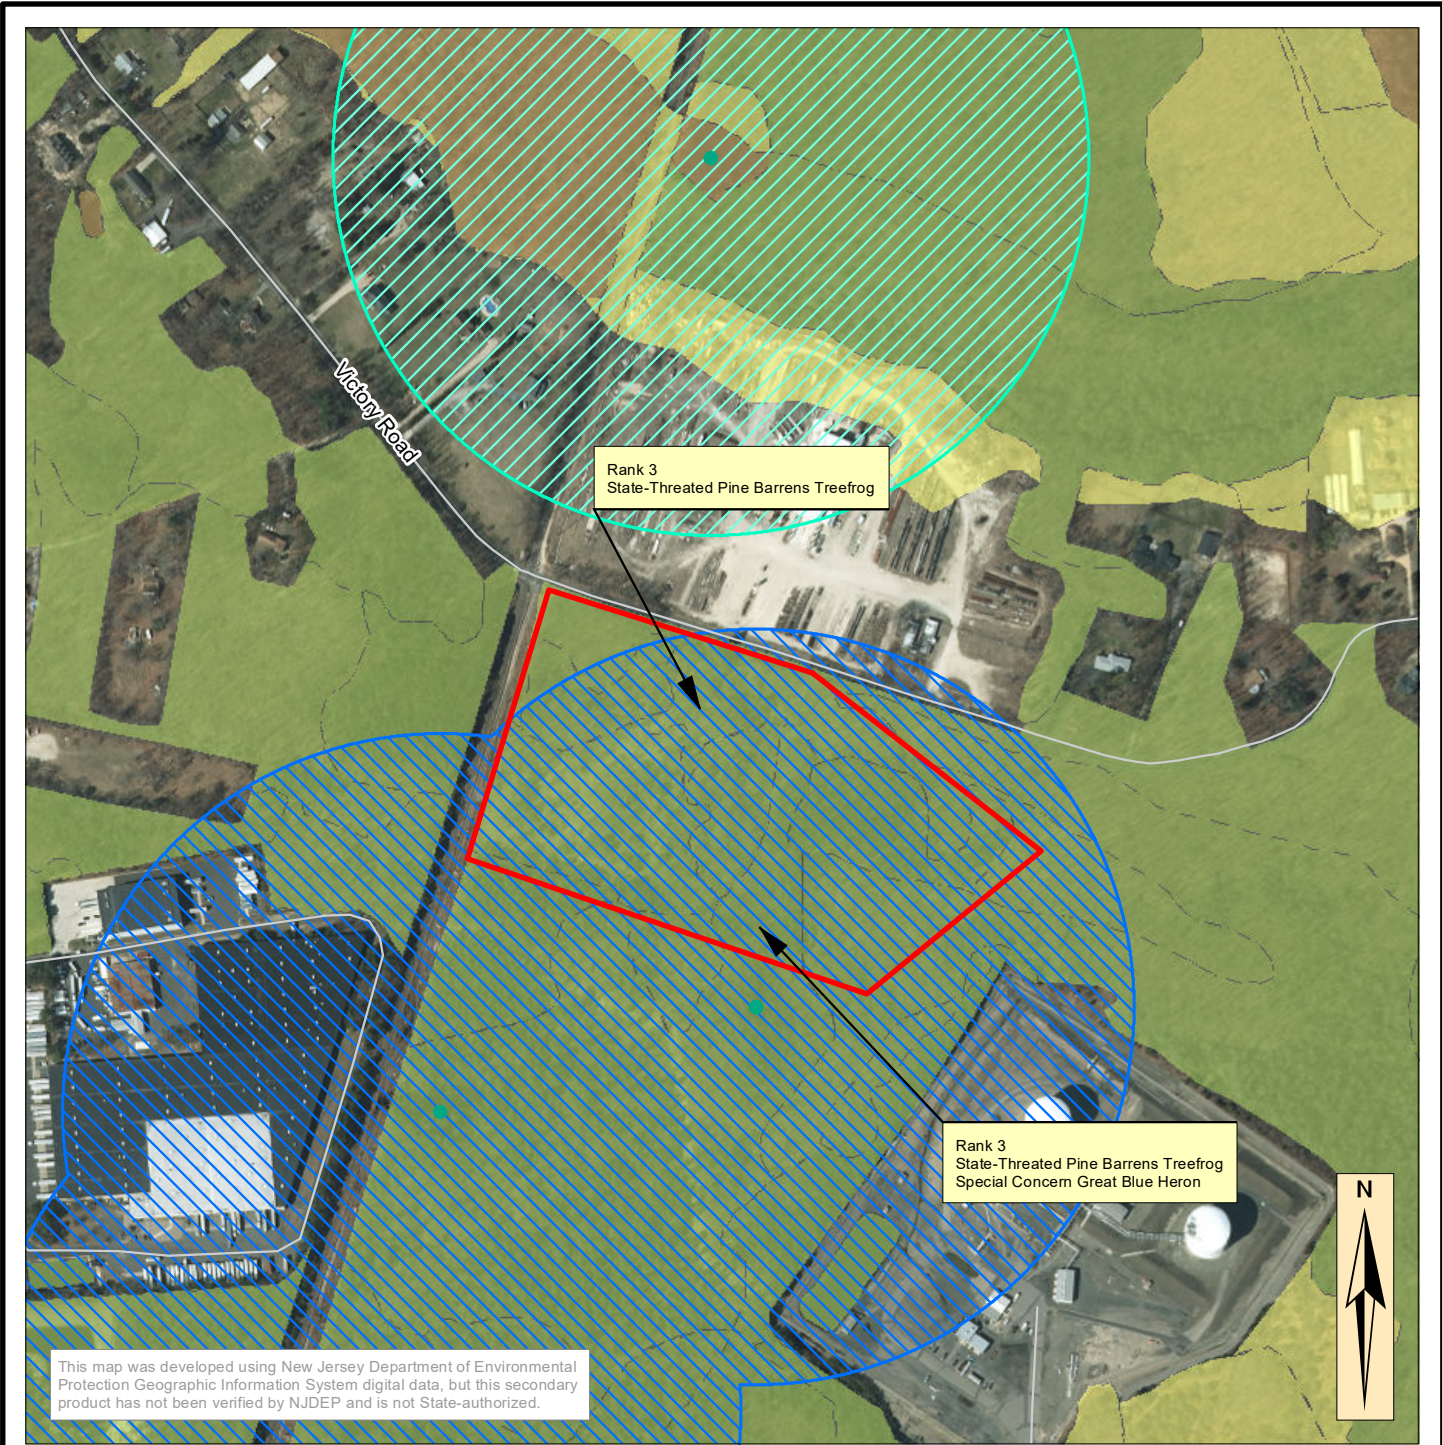 Victory Road
Rank 3
State-Threated Pine Barrens Treefrog
Rank 3
State-Threated Pine Barrens Treefrog
Special Concern Great Blue Heron
N
This map was developed using New Jersey Department of Environmental
Protection Geographic Information System digital data, but this secondary
product has not been verified by NJDEP and is not State-authorized.